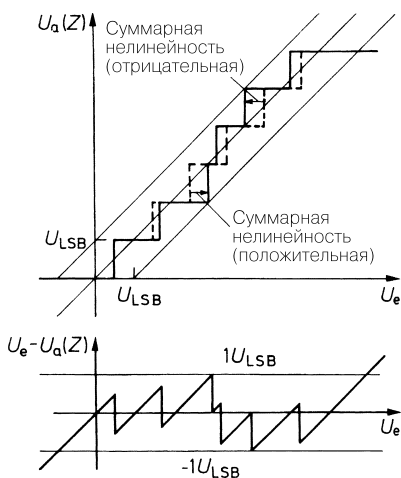 Uₐ(Z)
Суммарная
нелинейность
(отрицательная)
Суммарная
нелинейность
(положительная)
U_LSB
U_LSB
Uₑ
Uₑ–Uₐ(Z)
1U_LSB
Uₑ
-1U_LSB